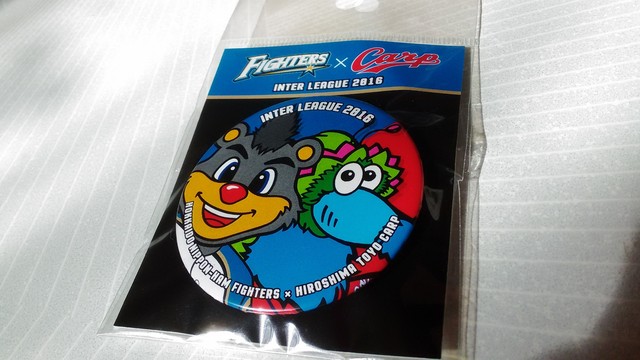 FIGHTERS × Carp
INTER LEAGUE 2016
INTER LEAGUE 2016
HOKKAIDO NIPPON-HAM FIGHTERS × HIROSHIMA TOYO CARP